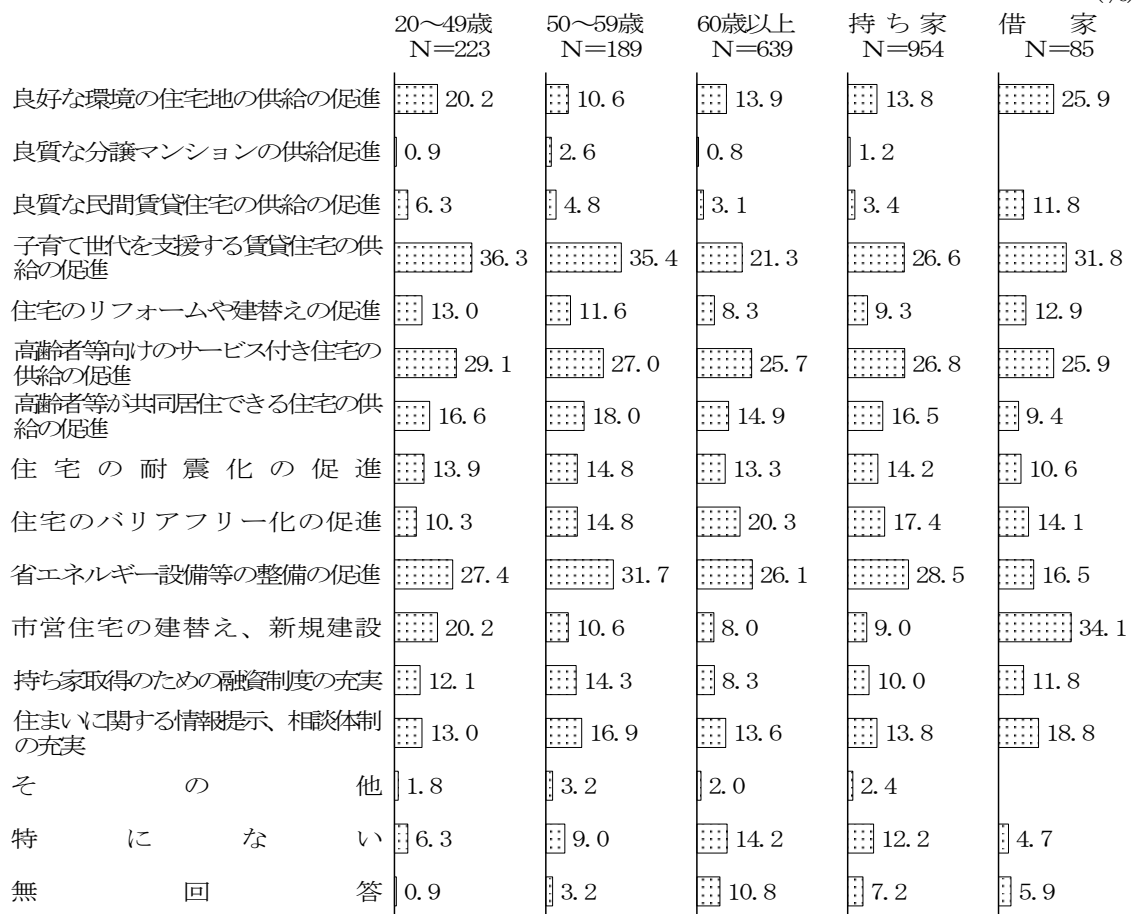 20～49歳 50～59歳 60歳以上 持ち家 借家
N＝223 N＝189 N＝639 N＝954 N＝85
良好な環境の住宅地の供給の促進 20.2 10.6 13.9 13.8 25.9
良質な分譲マンションの供給促進 0.9 2.6 0.8 1.2
良質な民間賃貸住宅の供給の促進 6.3 4.8 3.1 3.4 11.8
子育て世代を支援する賃貸住宅の供
給の促進 36.3 35.4 21.3 26.6 31.8
住宅のリフォームや建替えの促進 13.0 11.6 8.3 9.3 12.9
高齢者等向けのサービス付き住宅の
供給の促進 29.1 27.0 25.7 26.8 25.9
高齢者等が共同居住できる住宅の供
給の促進 16.6 18.0 14.9 16.5 9.4
住宅の耐震化の促進 13.9 14.8 13.3 14.2 10.6
住宅のバリアフリー化の促進 10.3 14.8 20.3 17.4 14.1
省エネルギー設備等の整備の促進 27.4 31.7 26.1 28.5 16.5
市営住宅の建替え、新規建設 20.2 10.6 8.0 9.0 34.1
持ち家取得のための融資制度の充実 12.1 14.3 8.3 10.0 11.8
住まいに関する情報提示、相談体制
の充実 13.0 16.9 13.6 13.8 18.8
その他 1.8 3.2 2.0 2.4
特にない 6.3 9.0 14.2 12.2 4.7
無回答 0.9 3.2 10.8 7.2 5.9